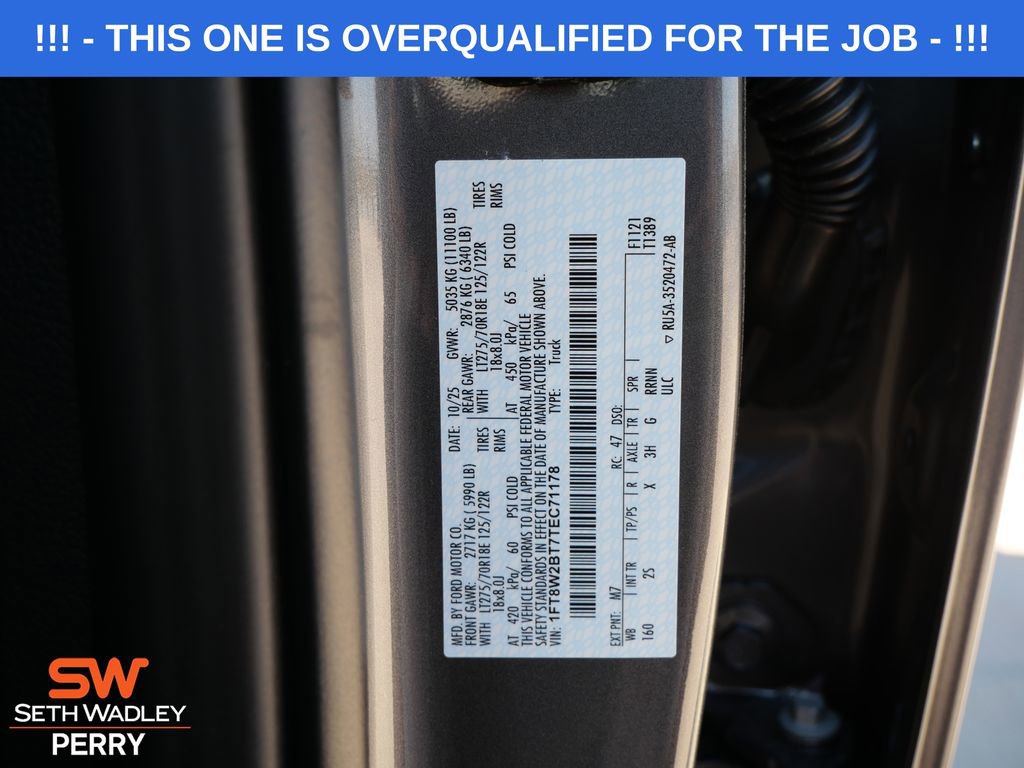 !!! - THIS ONE IS OVERQUALIFIED FOR THE JOB - !!!
MFD. BY FORD MOTOR CO. DATE: 10/25 GVWR: 5035 KG (11100 LB)
FRONT GAWR: 2717 KG ( 5990 LB) REAR GAWR: 2876 KG ( 6340 LB)
WITH LT275/70R18E 125/122R TIRES WITH LT275/70R18E 125/122R TIRES
18x8.0J RIMS 18x8.0J RIMS
AT 420 kPa/ 60 PSI COLD AT 450 kPa/ 65 PSI COLD
THIS VEHICLE CONFORMS TO ALL APPLICABLE FEDERAL MOTOR VEHICLE
SAFETY STANDARDS IN EFFECT ON THE DATE OF MANUFACTURE SHOWN ABOVE.
VIN: 1FT8W2BT7TEC71178 TYPE: Truck
EXT PNT: M7 RC: 47 DSO: F1121
WB | INT TR | TP/PS | R | AXLE | TR | SPR | T1389
160 25 X 3H G RRNN
ULC ▽ RU5A-3520472-AB
SW
SETH WADLEY
PERRY